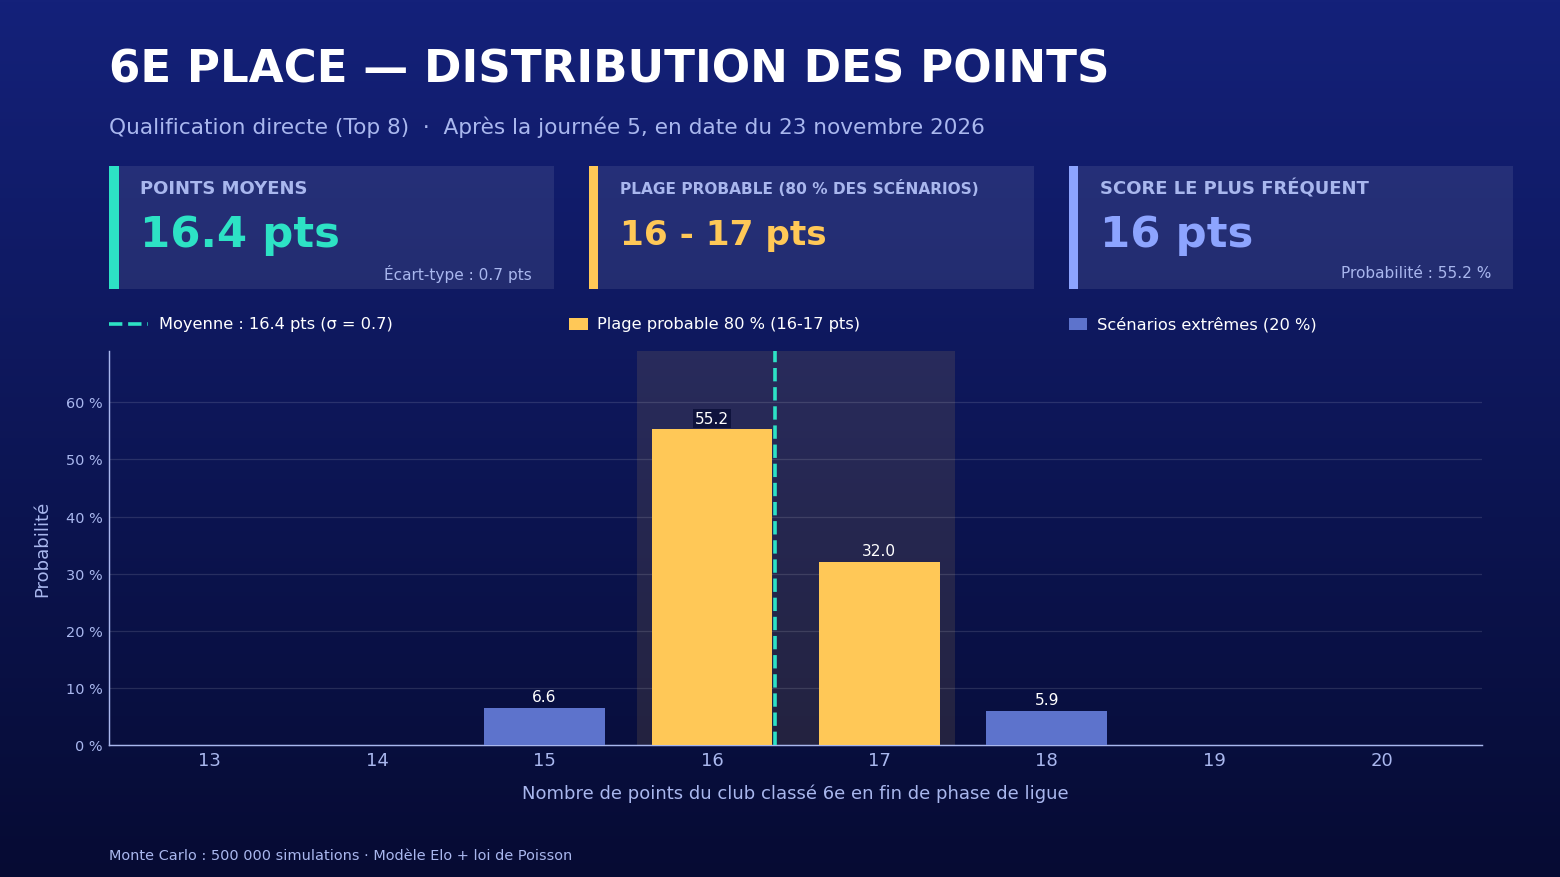 6E PLACE — DISTRIBUTION DES POINTS
Qualification directe (Top 8) · Après la journée 5, en date du 23 novembre 2026
POINTS MOYENS
16.4 pts
Écart-type : 0.7 pts
PLAGE PROBABLE (80 % DES SCÉNARIOS)
16 - 17 pts
SCORE LE PLUS FRÉQUENT
16 pts
Probabilité : 55.2 %
Moyenne : 16.4 pts (σ = 0.7)
Plage probable 80 % (16-17 pts)
Scénarios extrêmes (20 %)
Probabilité
60 %
50 %
40 %
30 %
20 %
10 %
0 %
6.6
55.2
32.0
5.9
13 14 15 16 17 18 19 20
Nombre de points du club classé 6e en fin de phase de ligue
Monte Carlo : 500 000 simulations · Modèle Elo + loi de Poisson